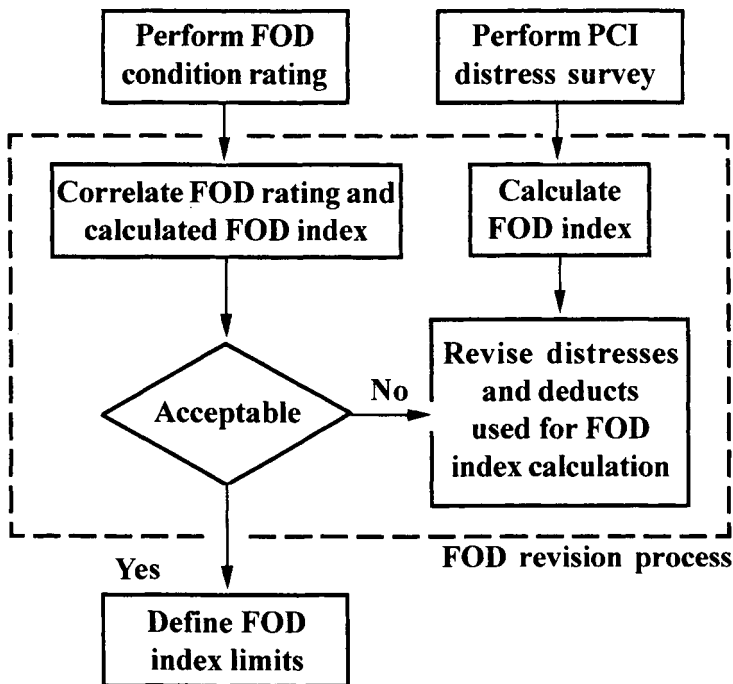 Perform FOD
condition rating
Perform PCI
distress survey
Correlate FOD rating and
calculated FOD index
Calculate
FOD index
Acceptable
No
Revise distresses
and deducts
used for FOD
index calculation
FOD revision process
Yes
Define FOD
index limits